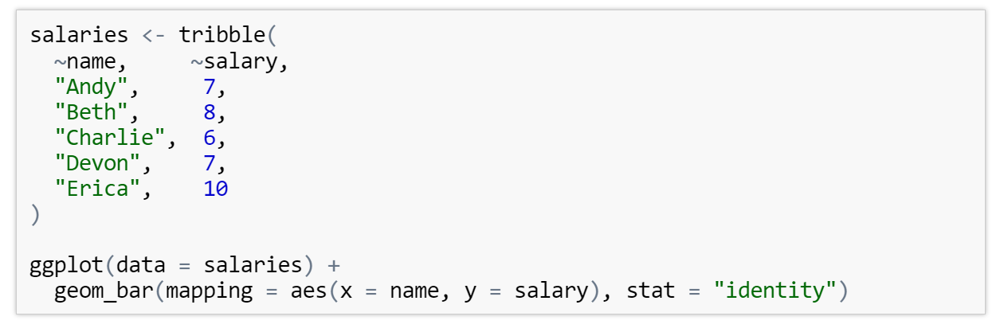 salaries <- tribble(
  ~name,     ~salary,
  "Andy",     7,
  "Beth",     8,
  "Charlie",  6,
  "Devon",    7,
  "Erica",    10
)

ggplot(data = salaries) +
  geom_bar(mapping = aes(x = name, y = salary), stat = "identity")